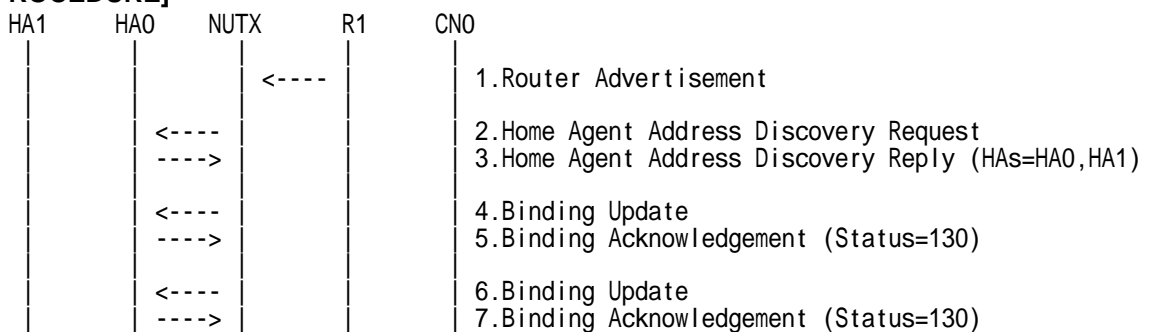 ROCEDURE]
HA1 HA0 NUTX R1 CN0
| | | | |
| | | <---- | | 1.Router Advertisement
| | | | |
| | <---- | | | 2.Home Agent Address Discovery Request
| | ----> | | | 3.Home Agent Address Discovery Reply (HAs=HA0,HA1)
| | | | |
| | <---- | | | 4.Binding Update
| | ----> | | | 5.Binding Acknowledgement (Status=130)
| | | | |
| | <---- | | | 6.Binding Update
| | ----> | | | 7.Binding Acknowledgement (Status=130)